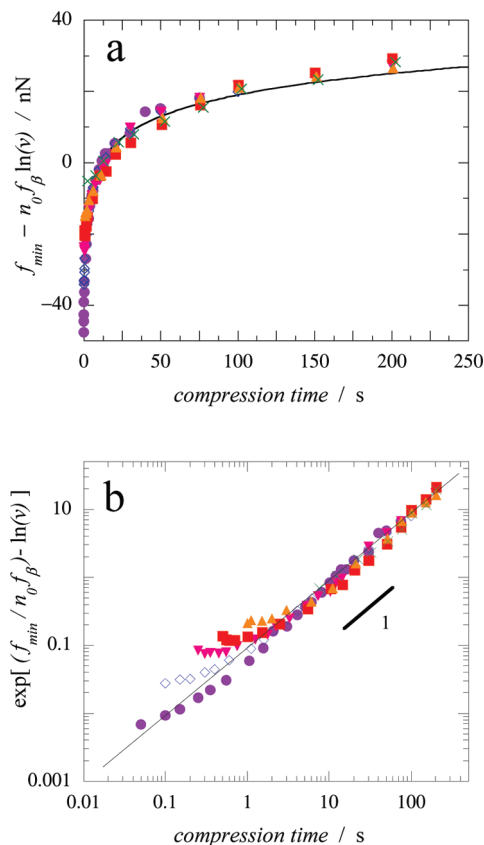 a
f_min − n_0 f_β ln(v) / nN
40
0
−40
0 50 100 150 200 250
compression time / s
b
exp[ (f_min / n_0 f_β) - ln(v) ]
10
1
0.1
0.001
1
0.01 0.1 1 10 100
compression time / s